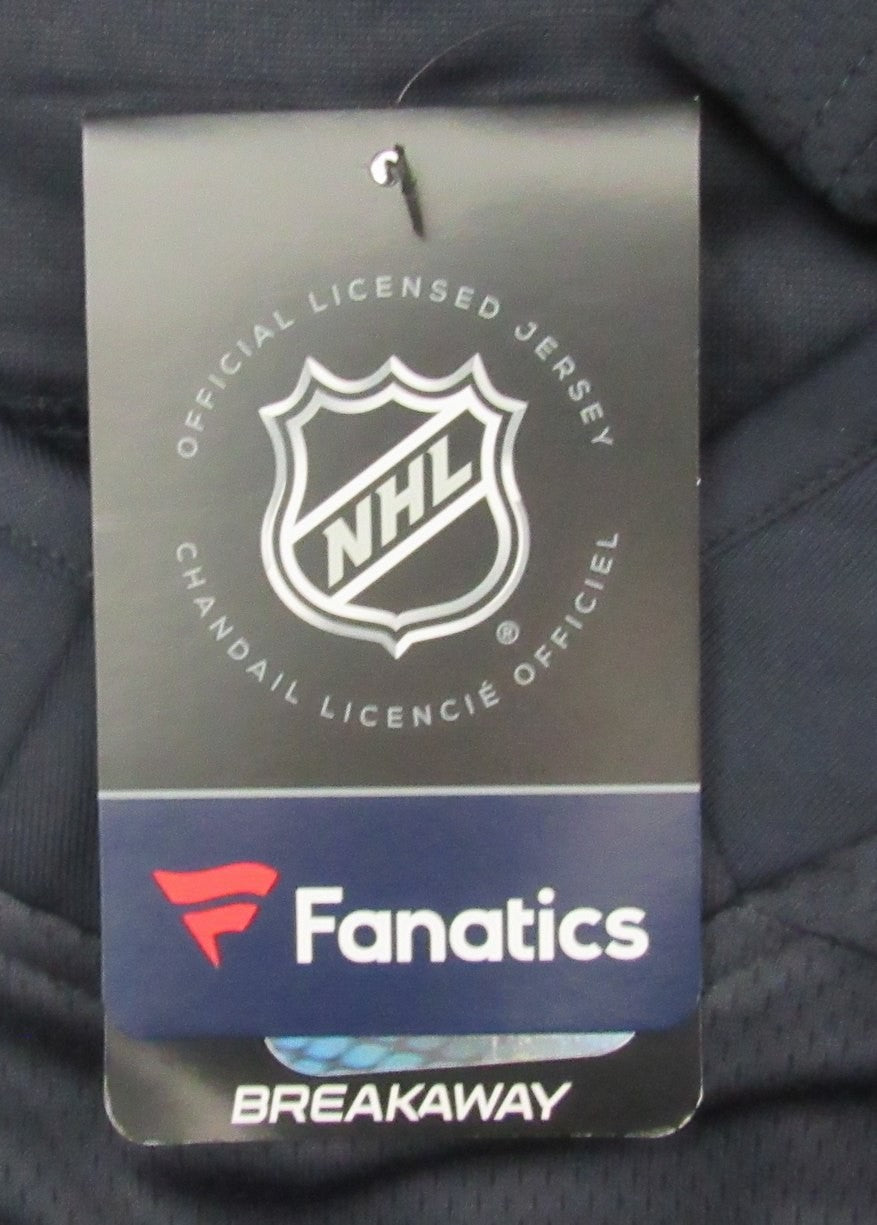 OFFICIAL LICENSED JERSEY
NHL
®
CHANDAIL LICENCIÉ OFFICIEL
Fanatics
BREAKAWAY